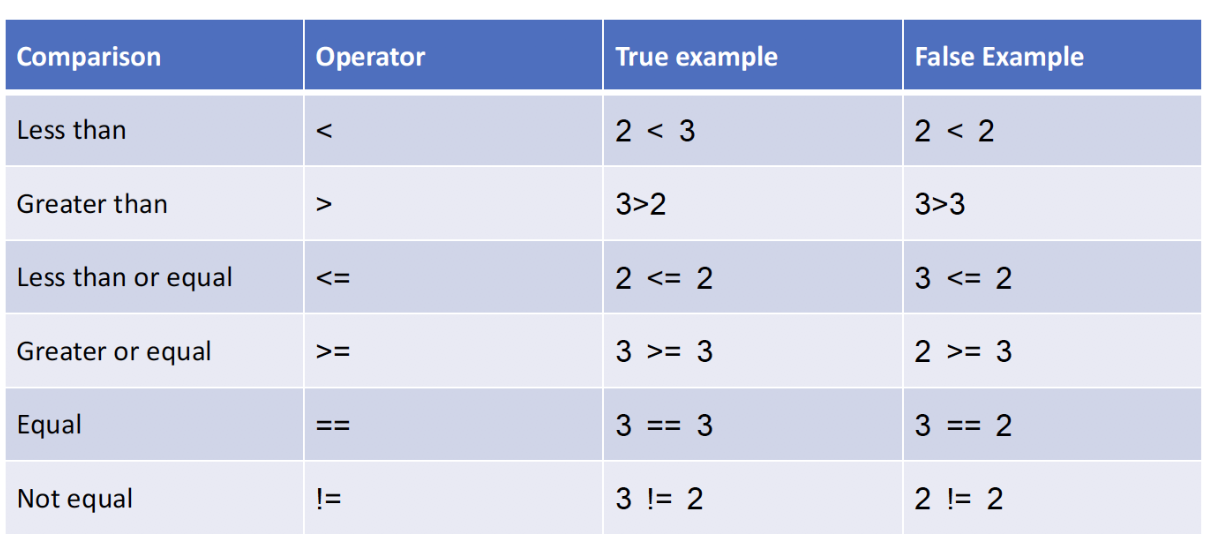 Comparison Operator True example False Example
Less than < 2 < 3 2 < 2
Greater than > 3>2 3>3
Less than or equal <= 2 <= 2 3 <= 2
Greater or equal >= 3 >= 3 2 >= 3
Equal == 3 == 3 3 == 2
Not equal != 3 != 2 2 != 2